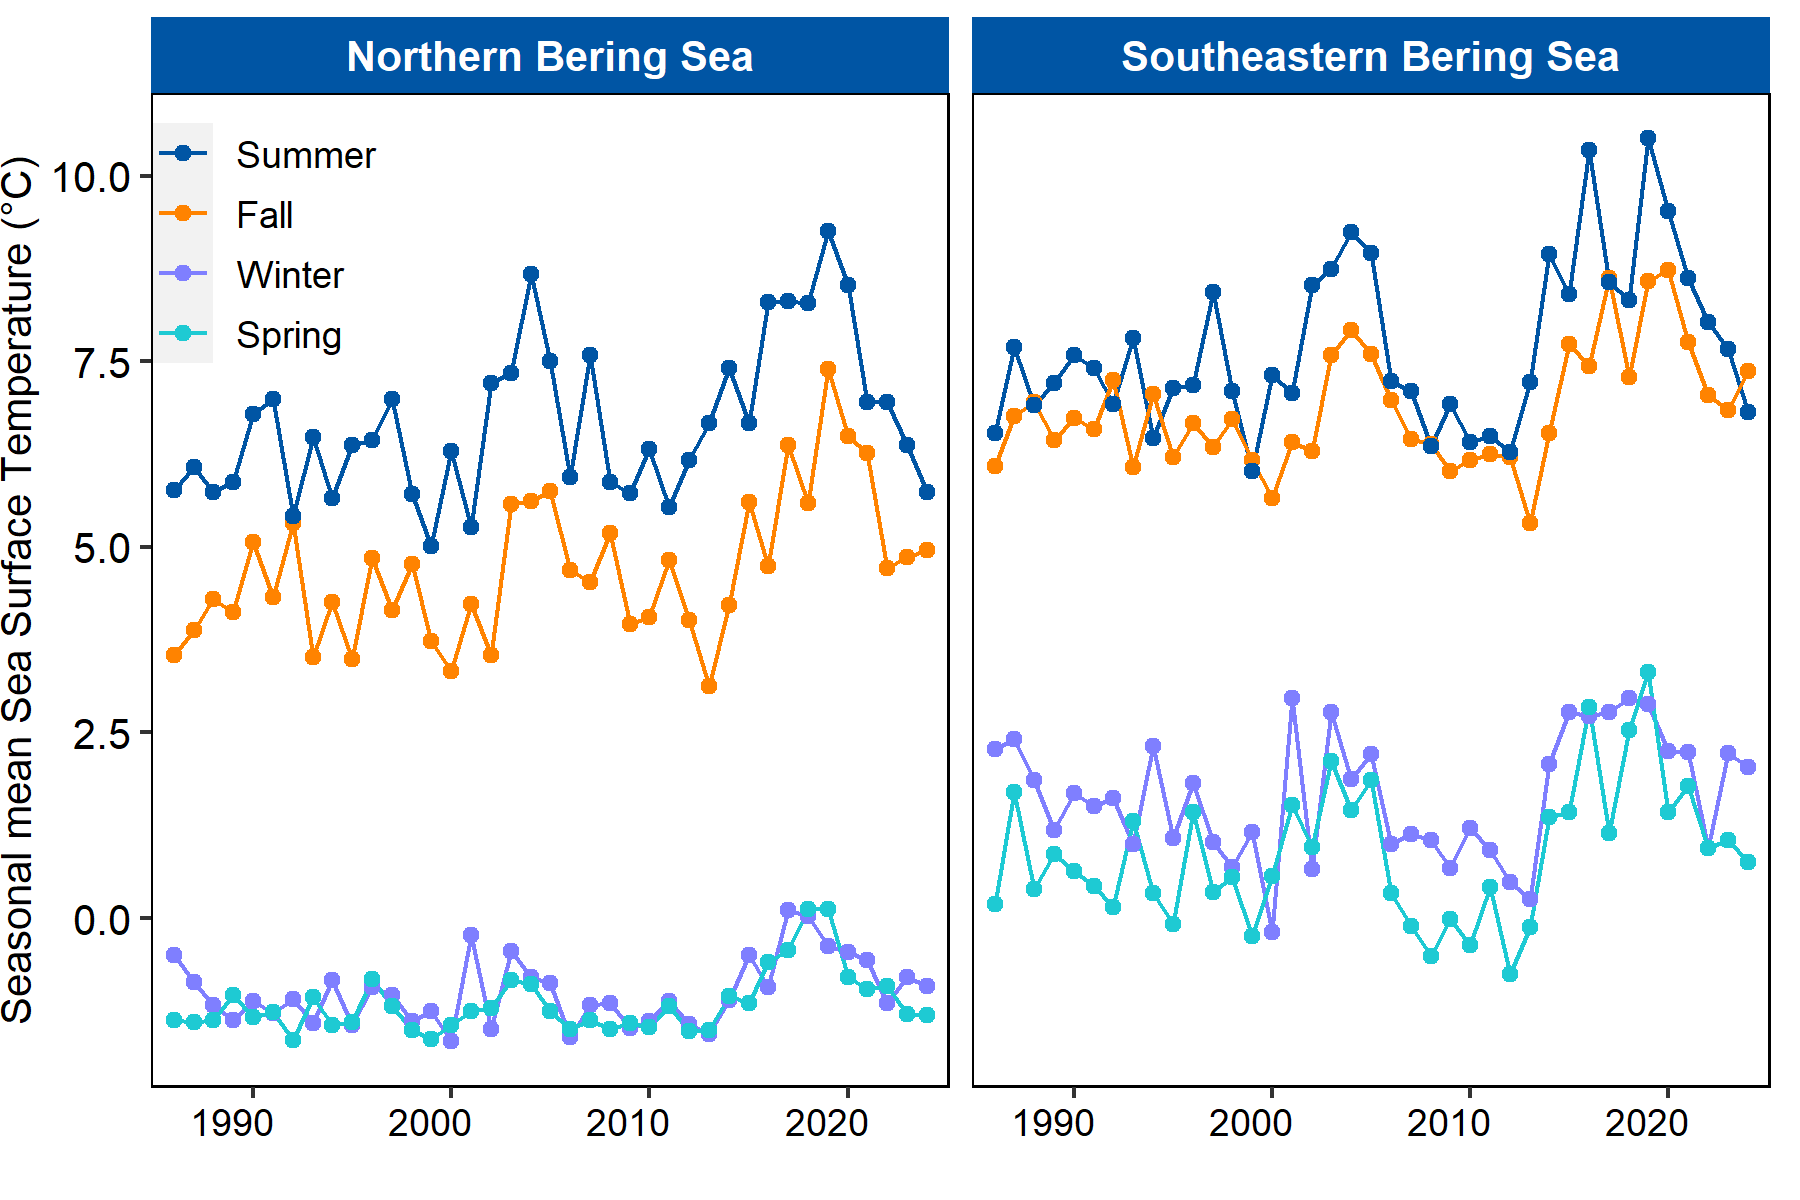 Northern Bering Sea
Southeastern Bering Sea
Seasonal mean Sea Surface Temperature (°C)
10.0
7.5
5.0
2.5
0.0
Summer
Fall
Winter
Spring
1990 2000 2010 2020
1990 2000 2010 2020